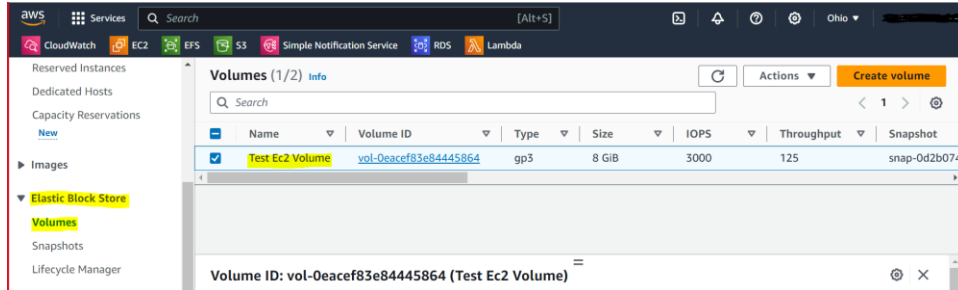 aws Services Search [Alt+S] Ohio
CloudWatch EC2 EFS S3 Simple Notification Service RDS Lambda
Reserved Instances
Dedicated Hosts
Capacity Reservations
New
Images
Elastic Block Store
Volumes
Snapshots
Lifecycle Manager
Volumes (1/2) Info Actions Create volume
Search 1
Name Volume ID Type Size IOPS Throughput Snapshot
Test Ec2 Volume vol-0eacef83e84445864 gp3 8 GiB 3000 125 snap-0d2b074
Volume ID: vol-0eacef83e84445864 (Test Ec2 Volume)